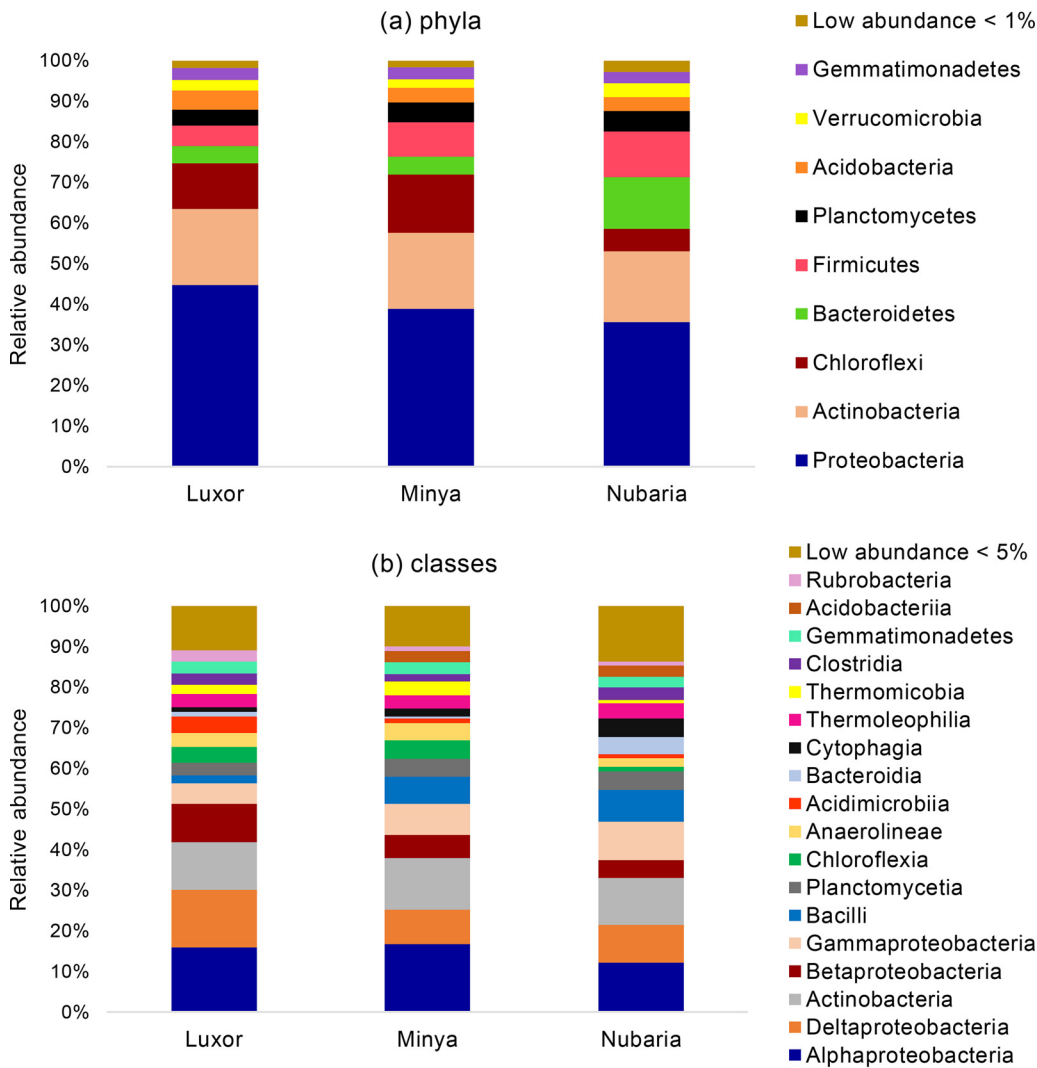 (a) phyla
Relative abundance
100%
90%
80%
70%
60%
50%
40%
30%
20%
10%
0%
Luxor Minya Nubaria
Low abundance < 1%
Gemmatimonadetes
Verrucomicrobia
Acidobacteria
Planctomycetes
Firmicutes
Bacteroidetes
Chloroflexi
Actinobacteria
Proteobacteria
(b) classes
Relative abundance
100%
90%
80%
70%
60%
50%
40%
30%
20%
10%
0%
Luxor Minya Nubaria
Low abundance < 5%
Rubrobacteria
Acidobacteriia
Gemmatimonadetes
Clostridia
Thermomicobia
Thermoleophilia
Cytophagia
Bacteroidia
Acidimicrobiia
Anaerolineae
Chloroflexia
Planctomycetia
Bacilli
Gammaproteobacteria
Betaproteobacteria
Actinobacteria
Deltaproteobacteria
Alphaproteobacteria